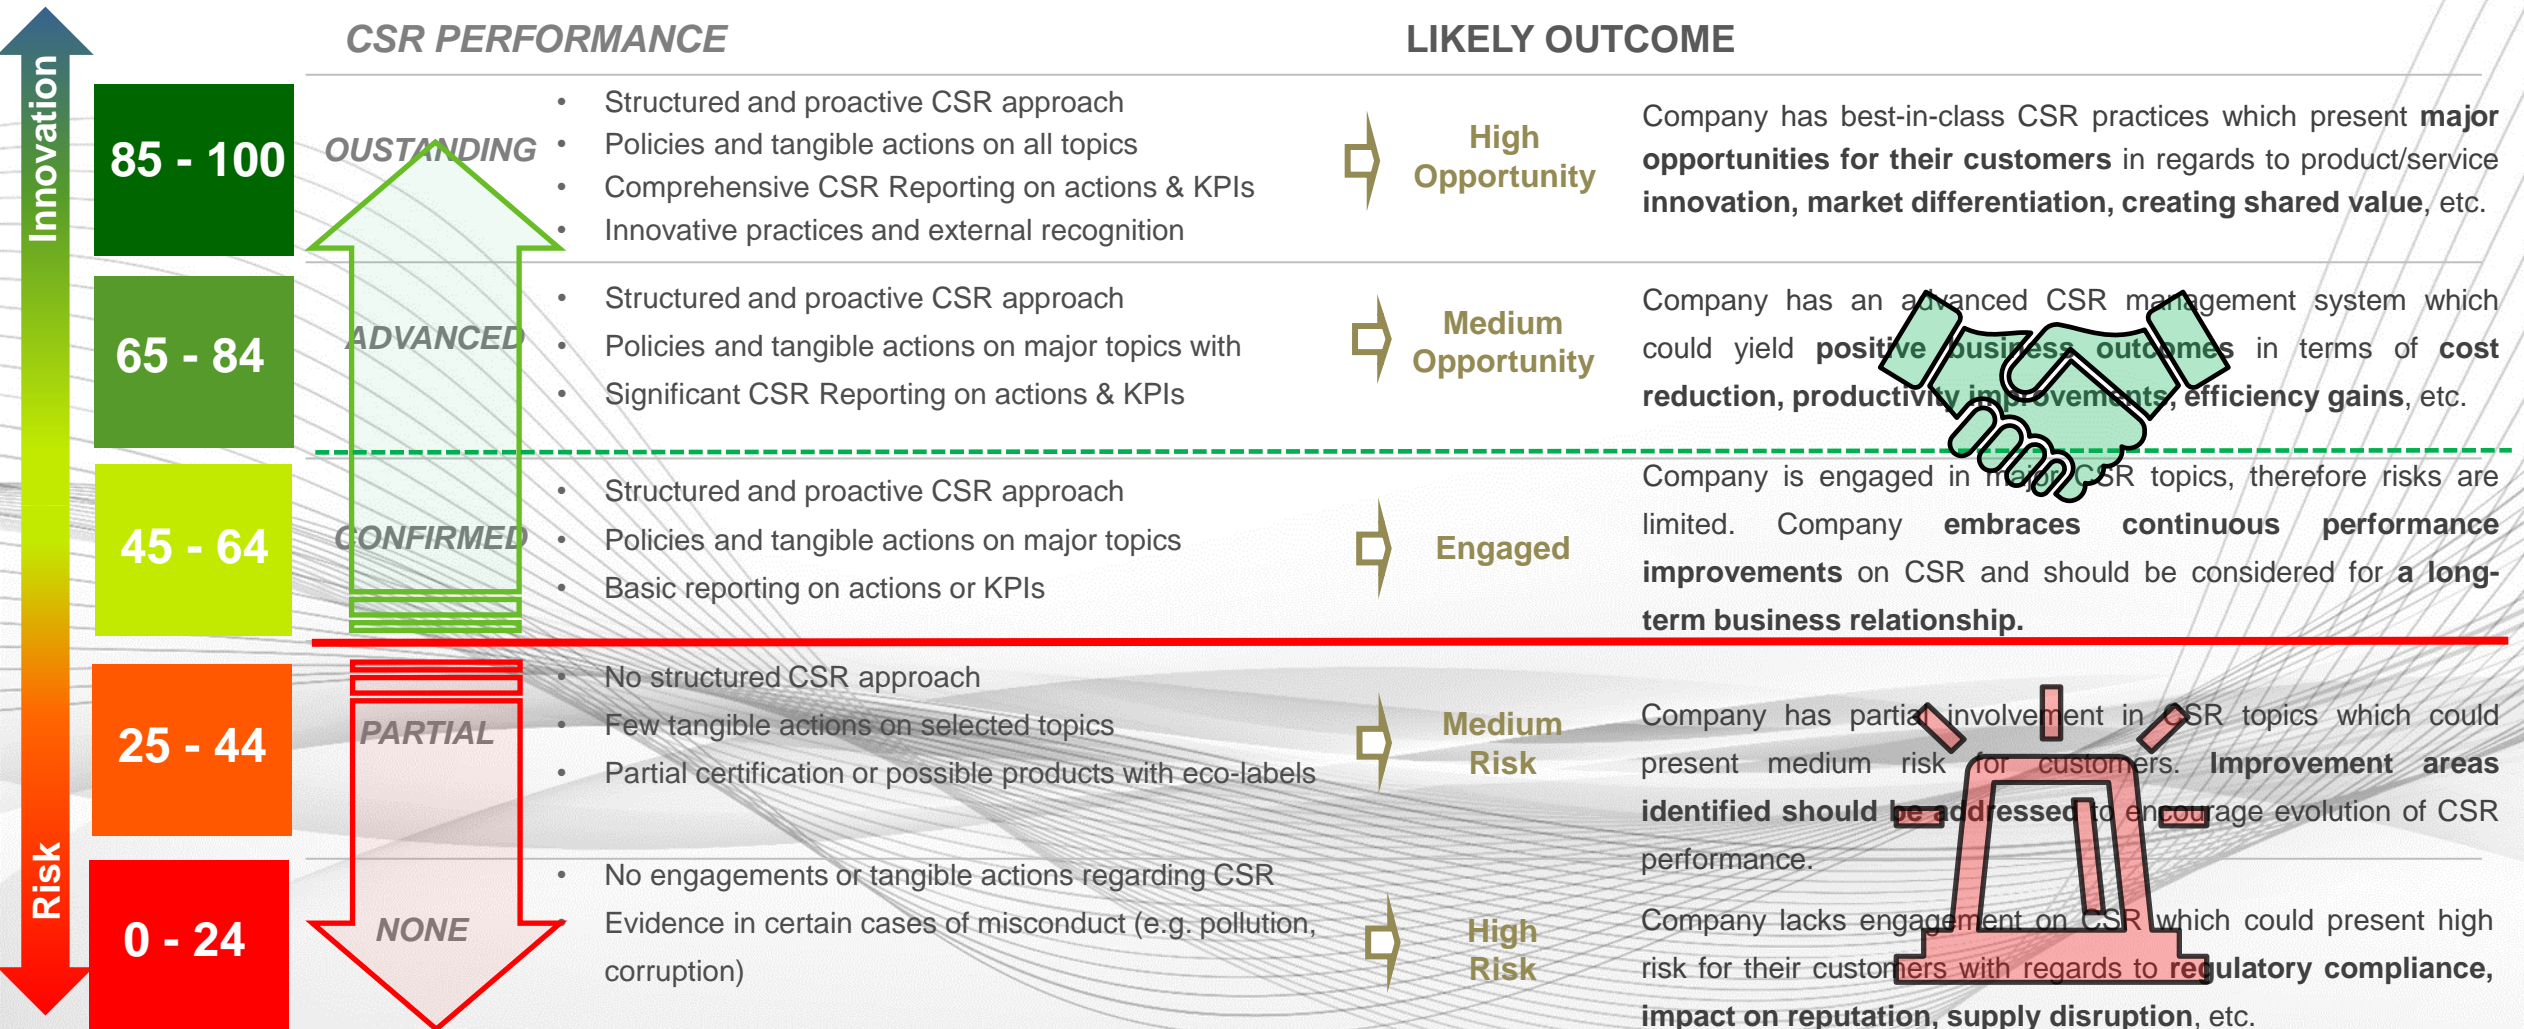 CSR PERFORMANCE
LIKELY OUTCOME
Innovation
85 - 100
OUSTANDING
• Structured and proactive CSR approach
• Policies and tangible actions on all topics
• Comprehensive CSR Reporting on actions & KPIs
• Innovative practices and external recognition
High
Opportunity
Company has best-in-class CSR practices which present major
opportunities for their customers in regards to product/service
innovation, market differentiation, creating shared value, etc.
65 - 84
ADVANCED
• Structured and proactive CSR approach
• Policies and tangible actions on major topics with
• Significant CSR Reporting on actions & KPIs
Medium
Opportunity
Company has an advanced CSR management system which
could yield positive business outcomes in terms of cost
reduction, productivity improvements, efficiency gains, etc.
45 - 64
CONFIRMED
• Structured and proactive CSR approach
• Policies and tangible actions on major topics
• Basic reporting on actions or KPIs
Engaged
Company is engaged in major CSR topics, therefore risks are
limited. Company embraces continuous performance
improvements on CSR and should be considered for a long-
term business relationship.
25 - 44
PARTIAL
• No structured CSR approach
• Few tangible actions on selected topics
• Partial certification or possible products with eco-labels
Medium
Risk
Company has partial involvement in CSR topics which could
present medium risk for customers. Improvement areas
identified should be addressed to encourage evolution of CSR
performance.
Risk
0 - 24
NONE
• No engagements or tangible actions regarding CSR
• Evidence in certain cases of misconduct (e.g. pollution,
corruption)
High
Risk
Company lacks engagement on CSR which could present high
risk for their customers with regards to regulatory compliance,
impact on reputation, supply disruption, etc.